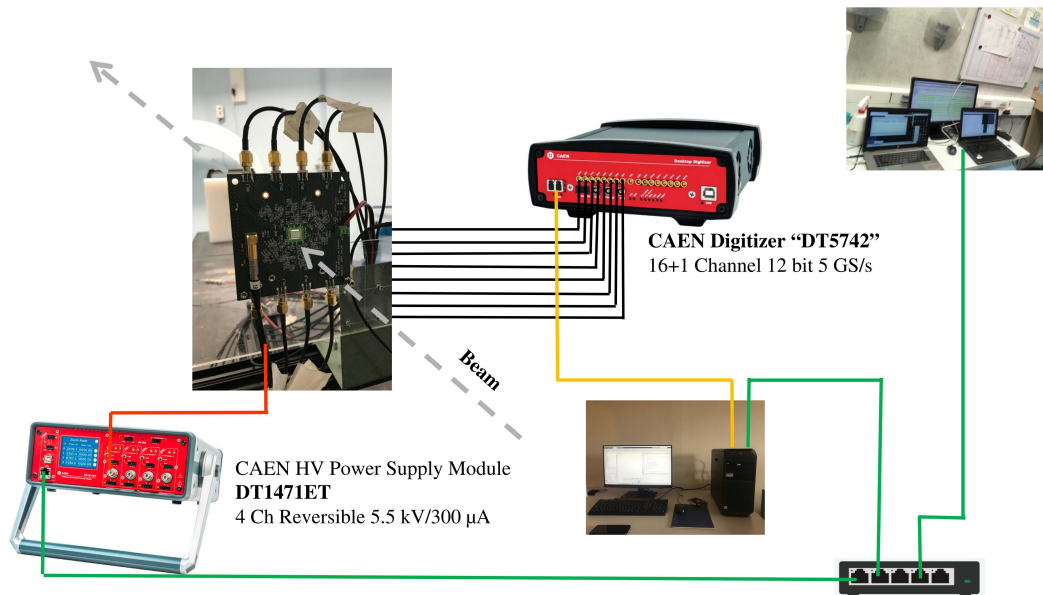 CAEN
Desktop Digitizer
CAEN Digitizer “DT5742”
16+1 Channel 12 bit 5 GS/s
Beam
CAEN HV Power Supply Module
DT1471ET
4 Ch Reversible 5.5 kV/300 μA